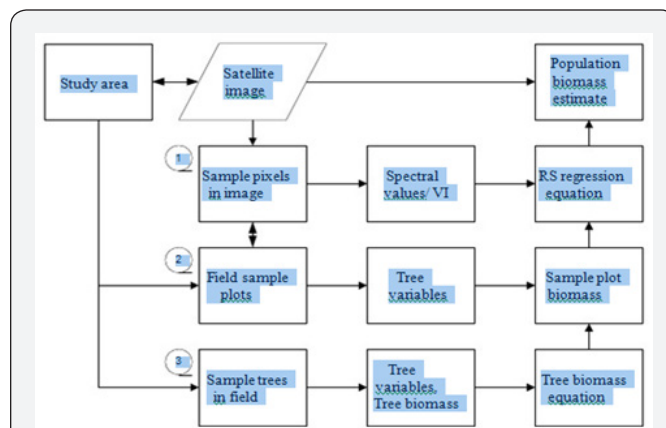 Study area
Satellite
image
Population
biomass
estimate
1
Sample pixels
in image
Spectral
values/ VI
RS regression
equation
2
Field sample
plots
Tree
variables
Sample plot
biomass
3
Sample trees
in field
Tree
variables,
Tree biomass
Tree biomass
equation